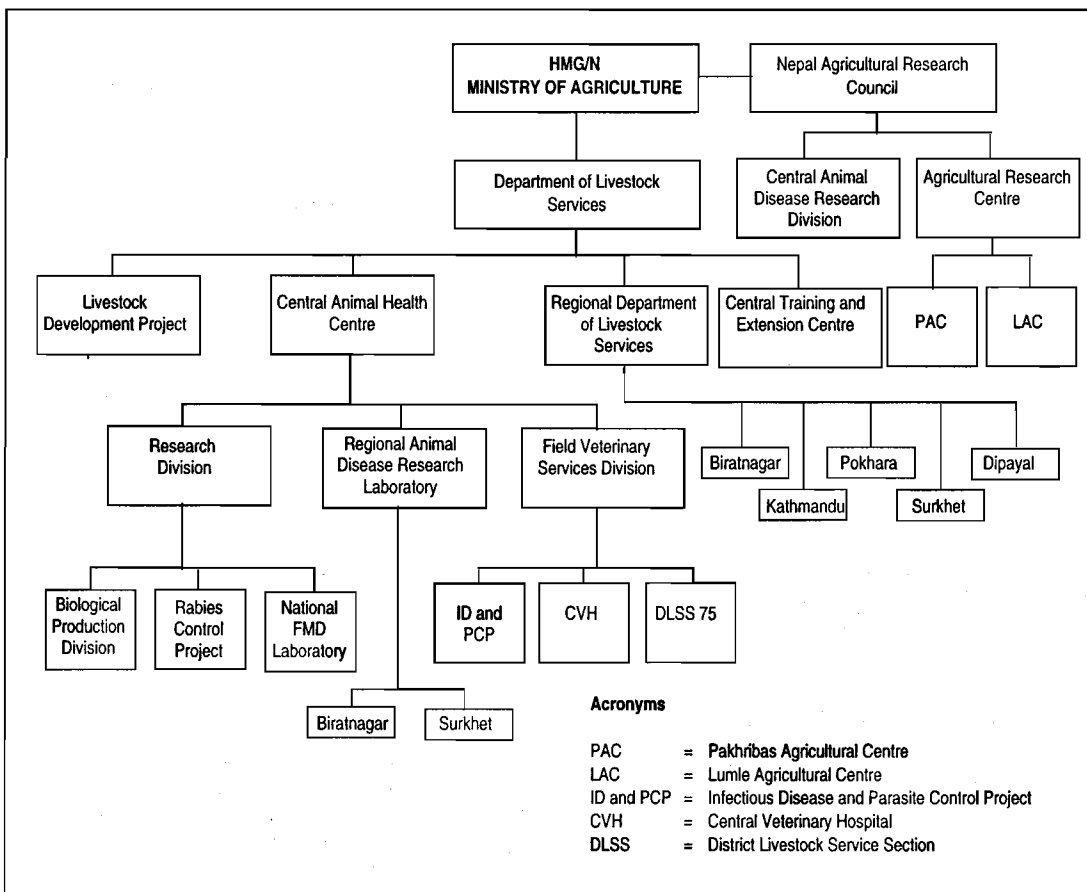 HMG/N
MINISTRY OF AGRICULTURE
Nepal Agricultural Research
Council
Department of Livestock
Services
Central Animal
Disease Research
Division
Agricultural Research
Centre
Livestock
Development Project
Central Animal Health
Centre
Regional Department
of Livestock
Services
Central Training and
Extension Centre
PAC
LAC
Research
Division
Regional Animal
Disease Research
Laboratory
Field Veterinary
Services Division
Biratnagar
Pokhara
Dipayal
Kathmandu
Surkhet
Biological
Production
Division
Rabies
Control
Project
National
FMD
Laboratory
ID and
PCP
CVH
DLSS 75
Biratnagar
Surkhet
Acronyms
PAC = Pakhribas Agricultural Centre
LAC = Lumle Agricultural Centre
ID and PCP = Infectious Disease and Parasite Control Project
CVH = Central Veterinary Hospital
DLSS = District Livestock Service Section